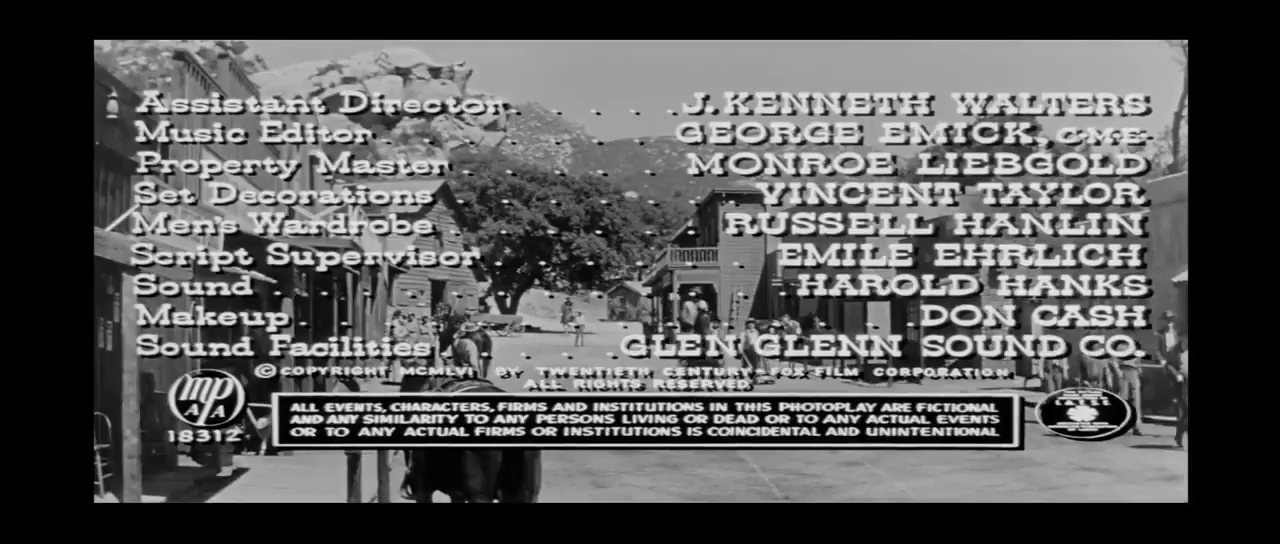 Assistant Director . . . . J. KENNETH WALTERS
Music Editor . . . . . . GEORGE EMICK, C.M.E.
Property Master . . . . . MONROE LIEBGOLD
Set Decorations . . . . . . VINCENT TAYLOR
Men's Wardrobe . . . . . . RUSSELL HANLIN
Script Supervisor . . . . . . EMILE EHRLICH
Sound . . . . . . . . . HAROLD HANKS
Makeup . . . . . . . . . . DON CASH
Sound Facilities . . . . GLEN GLENN SOUND CO.
© COPYRIGHT MCMLVI BY TWENTIETH CENTURY-FOX FILM CORPORATION
ALL RIGHTS RESERVED
MPAA
18312
ALL EVENTS, CHARACTERS, FIRMS AND INSTITUTIONS IN THIS PHOTOPLAY ARE FICTIONAL
AND ANY SIMILARITY TO ANY PERSONS LIVING OR DEAD OR TO ANY ACTUAL EVENTS
OR TO ANY ACTUAL FIRMS OR INSTITUTIONS IS COINCIDENTAL AND UNINTENTIONAL
I.A.T.S.E.